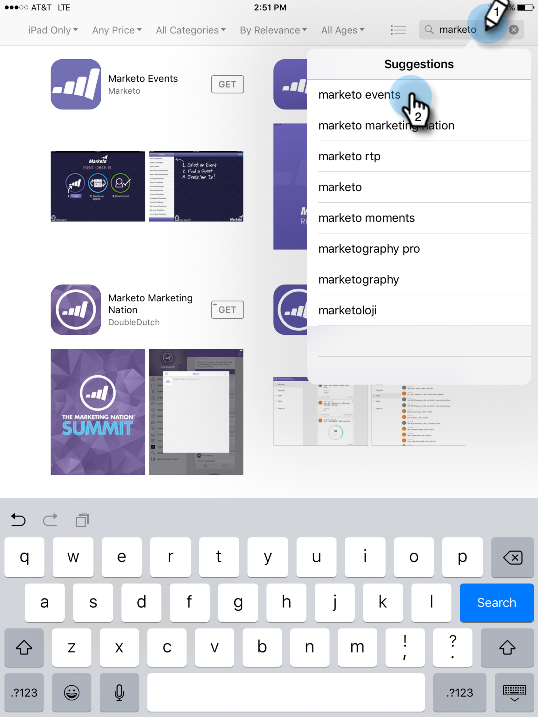 AT&T LTE
2:51 PM
%
iPad Only
Any Price
All Categories
By Relevance
All Ages
marketo
1
Suggestions
marketo events
2
marketo marketing nation
marketo rtp
marketo
marketo moments
marketography pro
marketography
marketoloji
Marketo Events
Marketo
GET
Marketo
Marketo Marketing
Nation
DoubleDutch
GET
THE MARKETING NATION
SUMMIT
q w e r t y u i o p
a s d f g h j k l Search
z x c v b n m ! , ? .
.?123 .?123